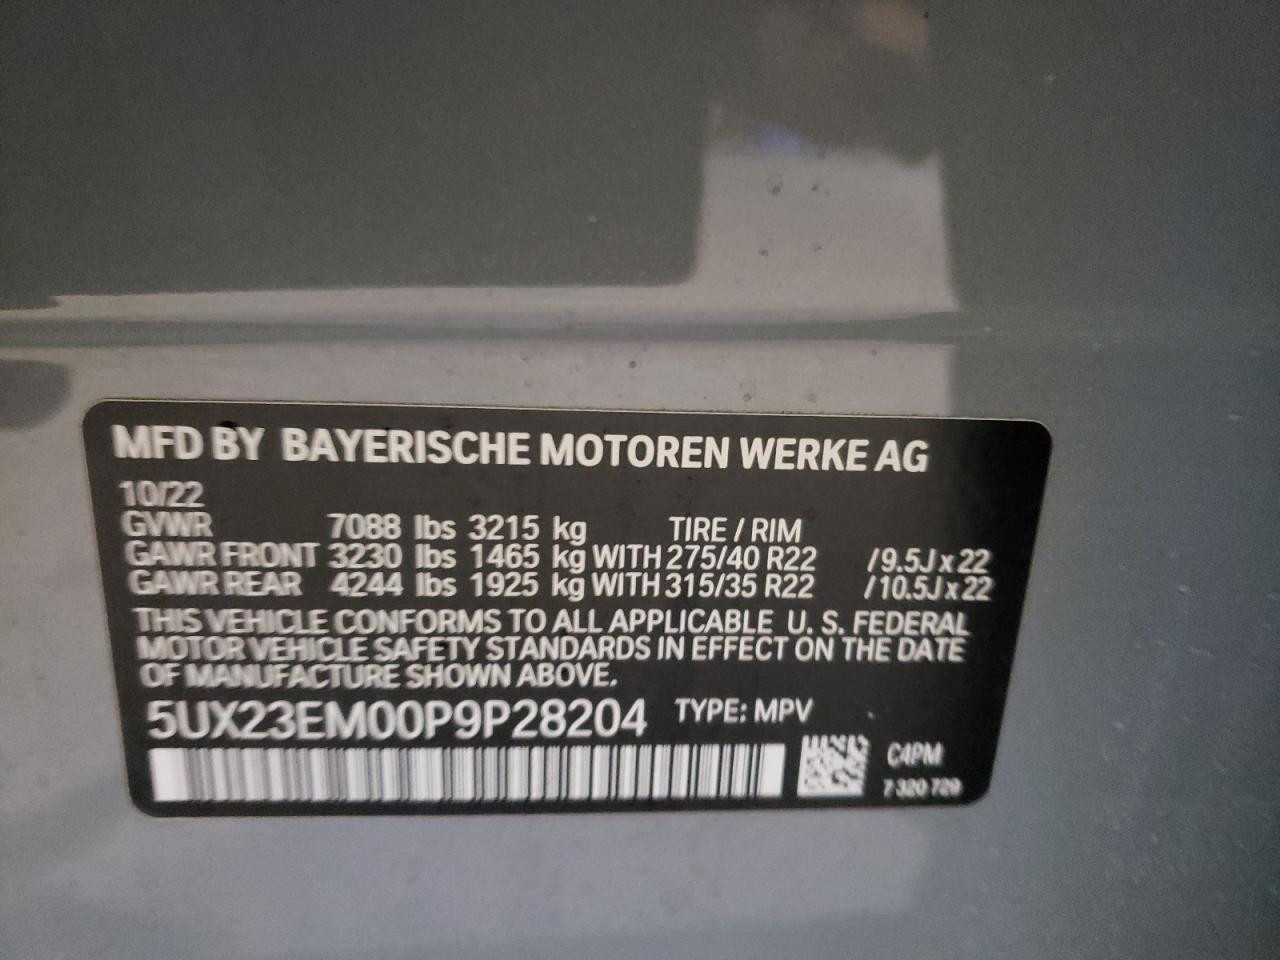 MFD BY BAYERISCHE MOTOREN WERKE AG
10/22
GVWR 7088 lbs 3215 kg TIRE / RIM
GAWR FRONT 3230 lbs 1465 kg WITH 275/40 R22 /9.5J x 22
GAWR REAR 4244 lbs 1925 kg WITH 315/35 R22 /10.5J x 22
THIS VEHICLE CONFORMS TO ALL APPLICABLE U. S. FEDERAL
MOTOR VEHICLE SAFETY STANDARDS IN EFFECT ON THE DATE
OF MANUFACTURE SHOWN ABOVE.
5UX23EM00P9P28204 TYPE: MPV
C4PM
7 320 729